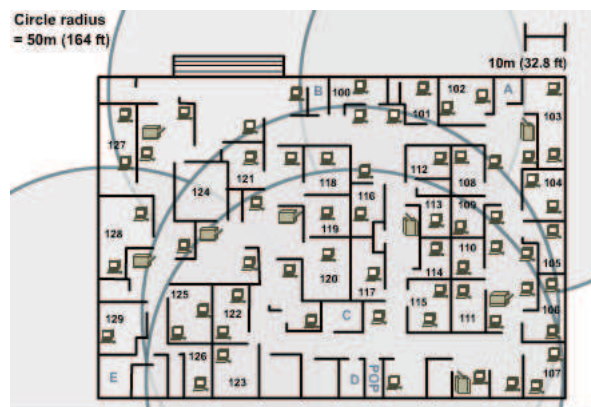 Circle radius
= 50m (164 ft)
10m (32.8 ft)
B 100 102 A
101 103
127
112 108
121 118 104
124 116
113 109
119
128 110 105
120 114
117
125 115 106
122 C 111
129
126 107
E 123 D POP